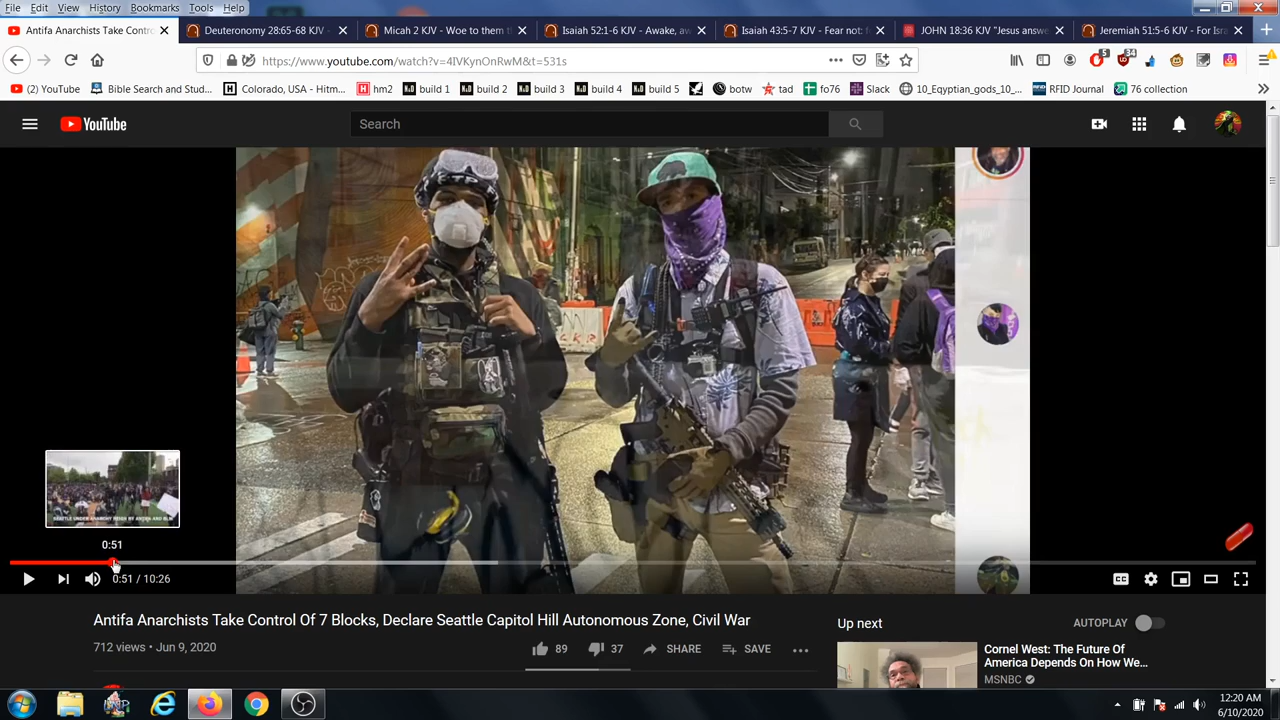 File Edit View History Bookmarks Tools Help
Antifa Anarchists Take Contro
Deuteronomy 28:65-68 KJV -
Micah 2 KJV - Woe to them t
Isaiah 52:1-6 KJV - Awake, aw
Isaiah 43:5-7 KJV - Fear not: f
JOHN 18:36 KJV "Jesus answe
Jeremiah 51:5-6 KJV - For Isra
https://www.youtube.com/watch?v=4IVKynOnRwM&t=531s
5
34
(2) YouTube
Bible Search and Stud...
Colorado, USA - Hitm...
hm2
build 1
build 2
build 3
build 4
build 5
botw
tad
fo76
Slack
10_Egyptian_gods_10_...
RFID Journal
76 collection
YouTube
Search
SEATTLE UNDER ANARCHY
0:51
0:51 / 10:26
CC
Antifa Anarchists Take Control Of 7 Blocks, Declare Seattle Capitol Hill Autonomous Zone, Civil War
712 views • Jun 9, 2020
89
37
SHARE
SAVE
Up next
AUTOPLAY
Cornel West: The Future Of
America Depends On How We...
MSNBC
12:20 AM
6/10/2020